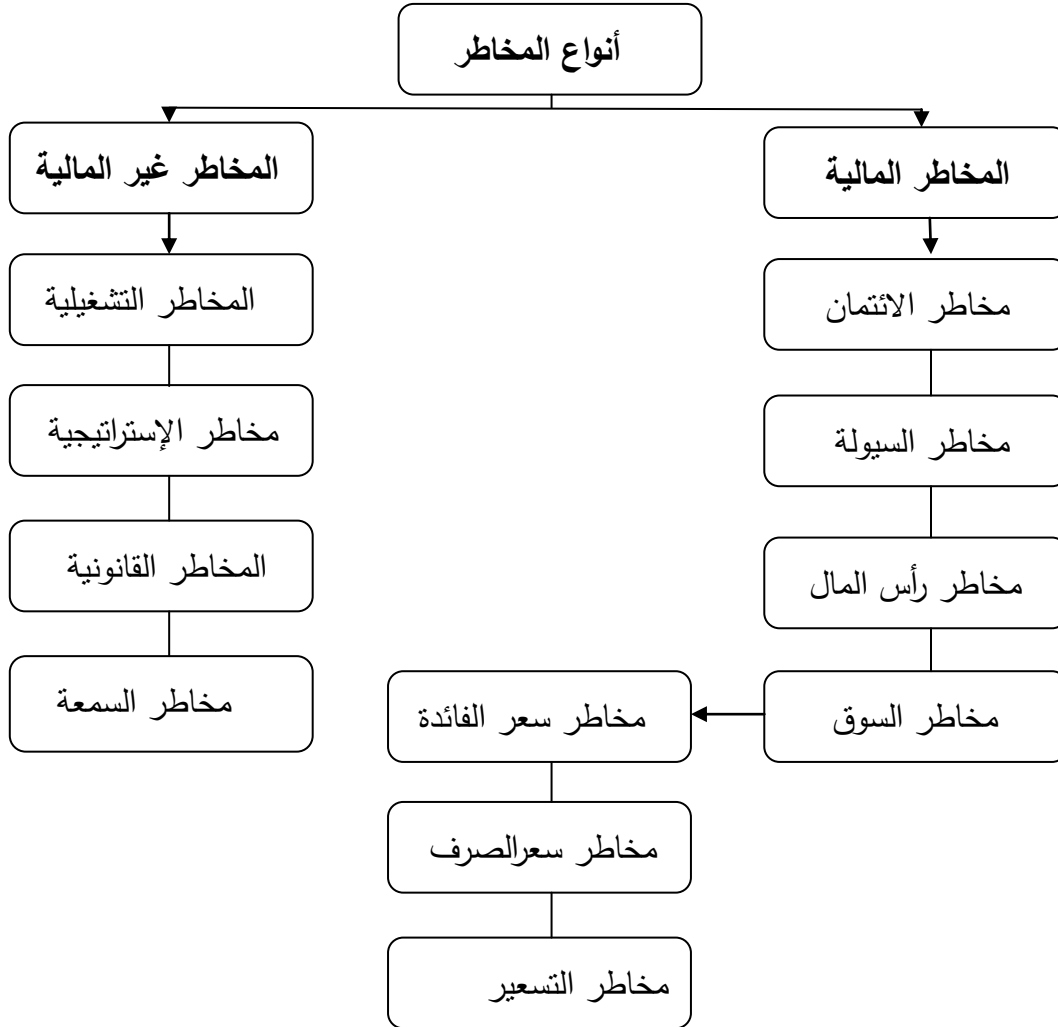 أنواع المخاطر
المخاطر المالية
المخاطر غير المالية
مخاطر الائتمان
المخاطر التشغيلية
مخاطر السيولة
مخاطر الإستراتيجية
مخاطر رأس المال
المخاطر القانونية
مخاطر السوق
مخاطر سعر الفائدة
مخاطر السمعة
مخاطر سعرالصرف
مخاطر التسعير